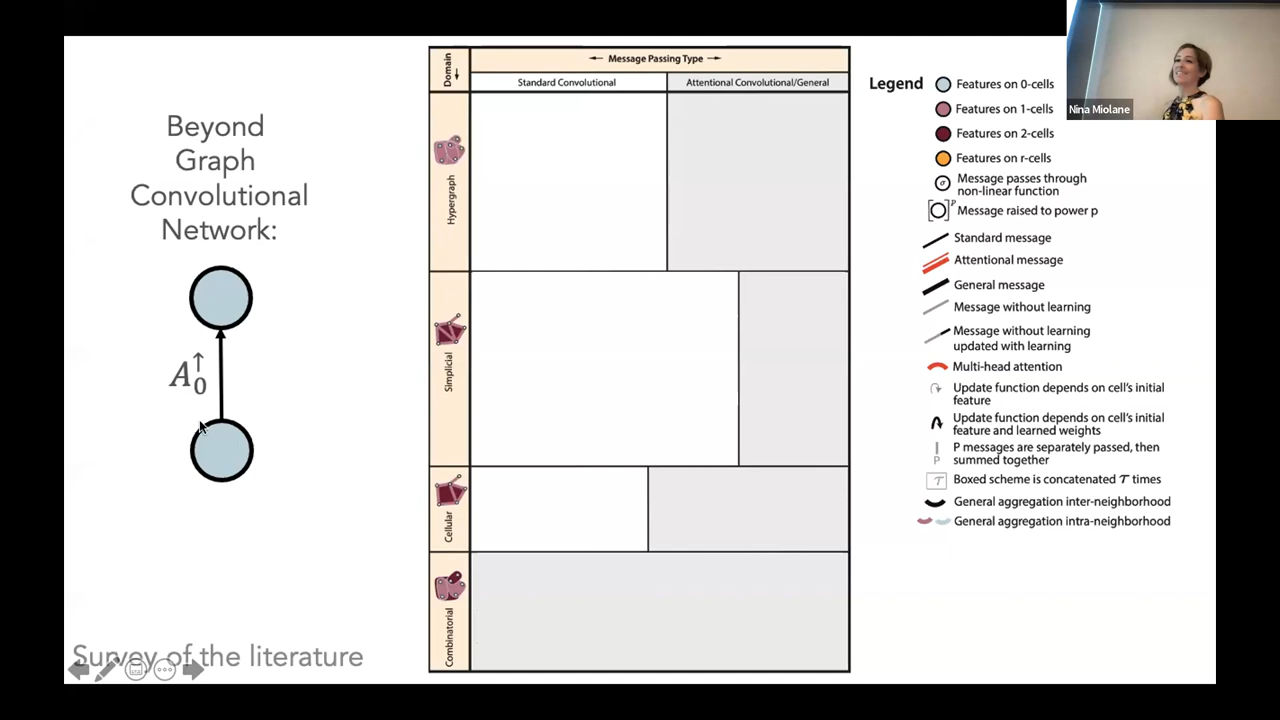 Beyond
Graph
Convolutional
Network:
A₀↑
Survey of the literature
Domain
← Message Passing Type →
Standard Convolutional
Attentional Convolutional/General
Hypergraph
Simplicial
Cellular
Combinatorial
Legend
Features on 0-cells
Features on 1-cells
Features on 2-cells
Features on r-cells
σ
Message passes through
non-linear function
P
Message raised to power p
Standard message
Attentional message
General message
Message without learning
Message without learning
updated with learning
Multi-head attention
Update function depends on cell's initial
feature
Update function depends on cell's initial
feature and learned weights
P
P messages are separately passed, then
summed together
𝒯
Boxed scheme is concatenated 𝒯 times
General aggregation inter-neighborhood
General aggregation intra-neighborhood
Nina Miolane